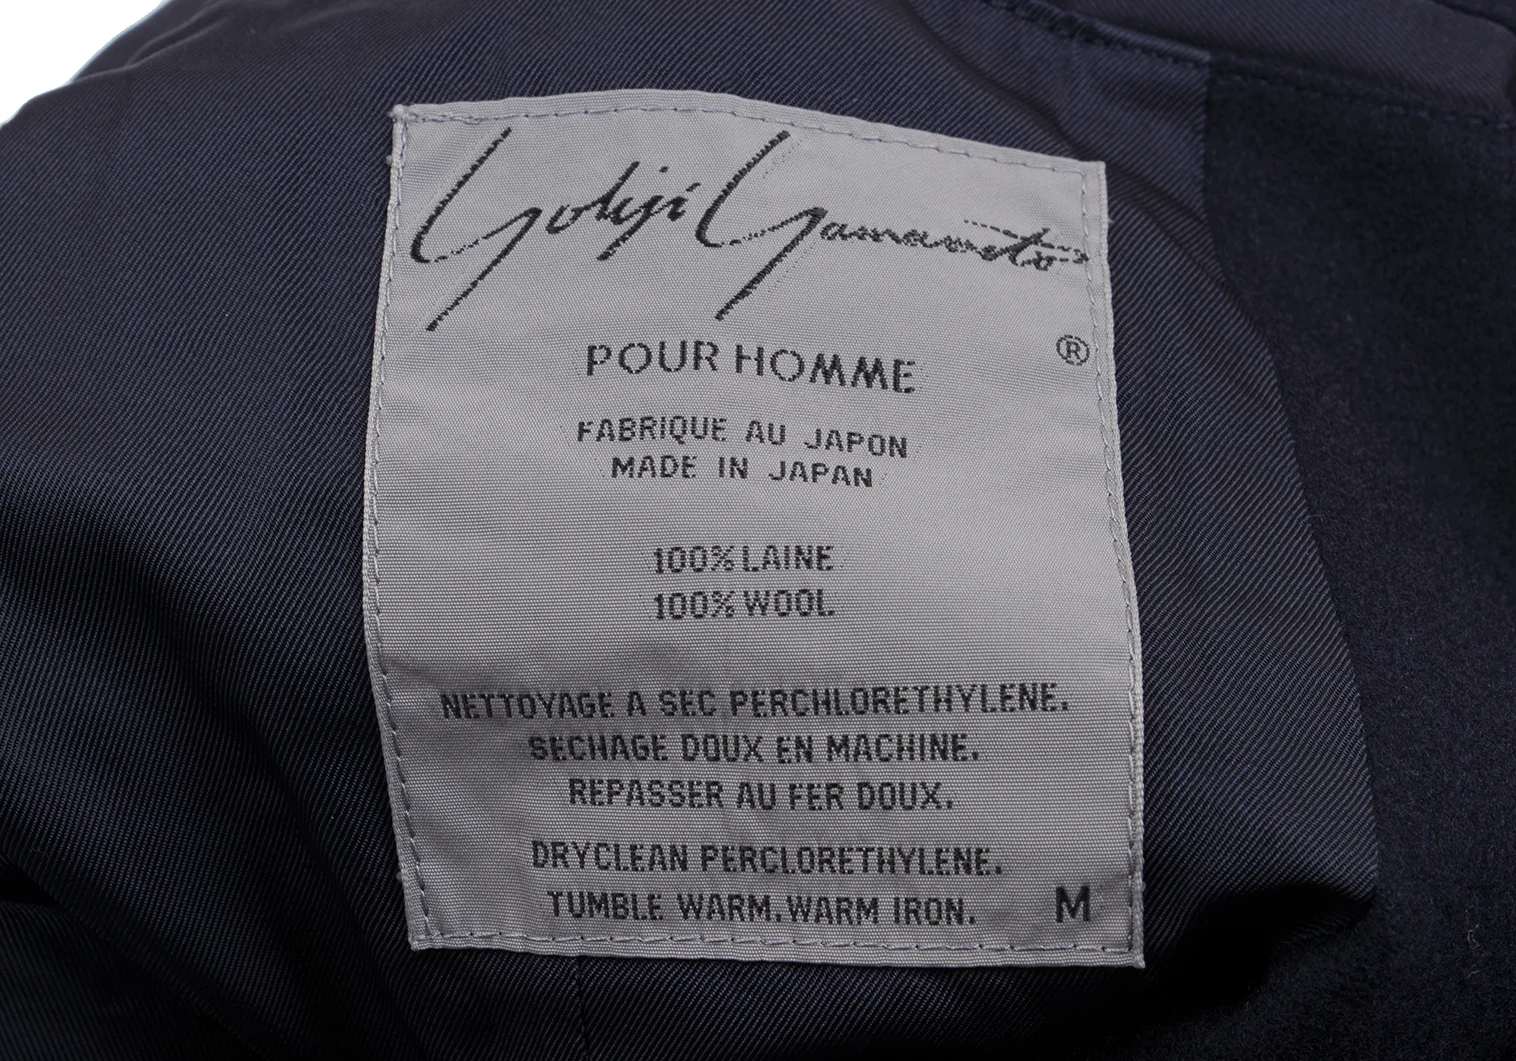 Yohji Yamamoto
POUR HOMME ®
FABRIQUE AU JAPON
MADE IN JAPAN
100% LAINE
100% WOOL
NETTOYAGE A SEC PERCHLORETHYLENE.
SECHAGE DOUX EN MACHINE.
REPASSER AU FER DOUX.
DRYCLEAN PERCLORETHYLENE.
TUMBLE WARM. WARM IRON. M